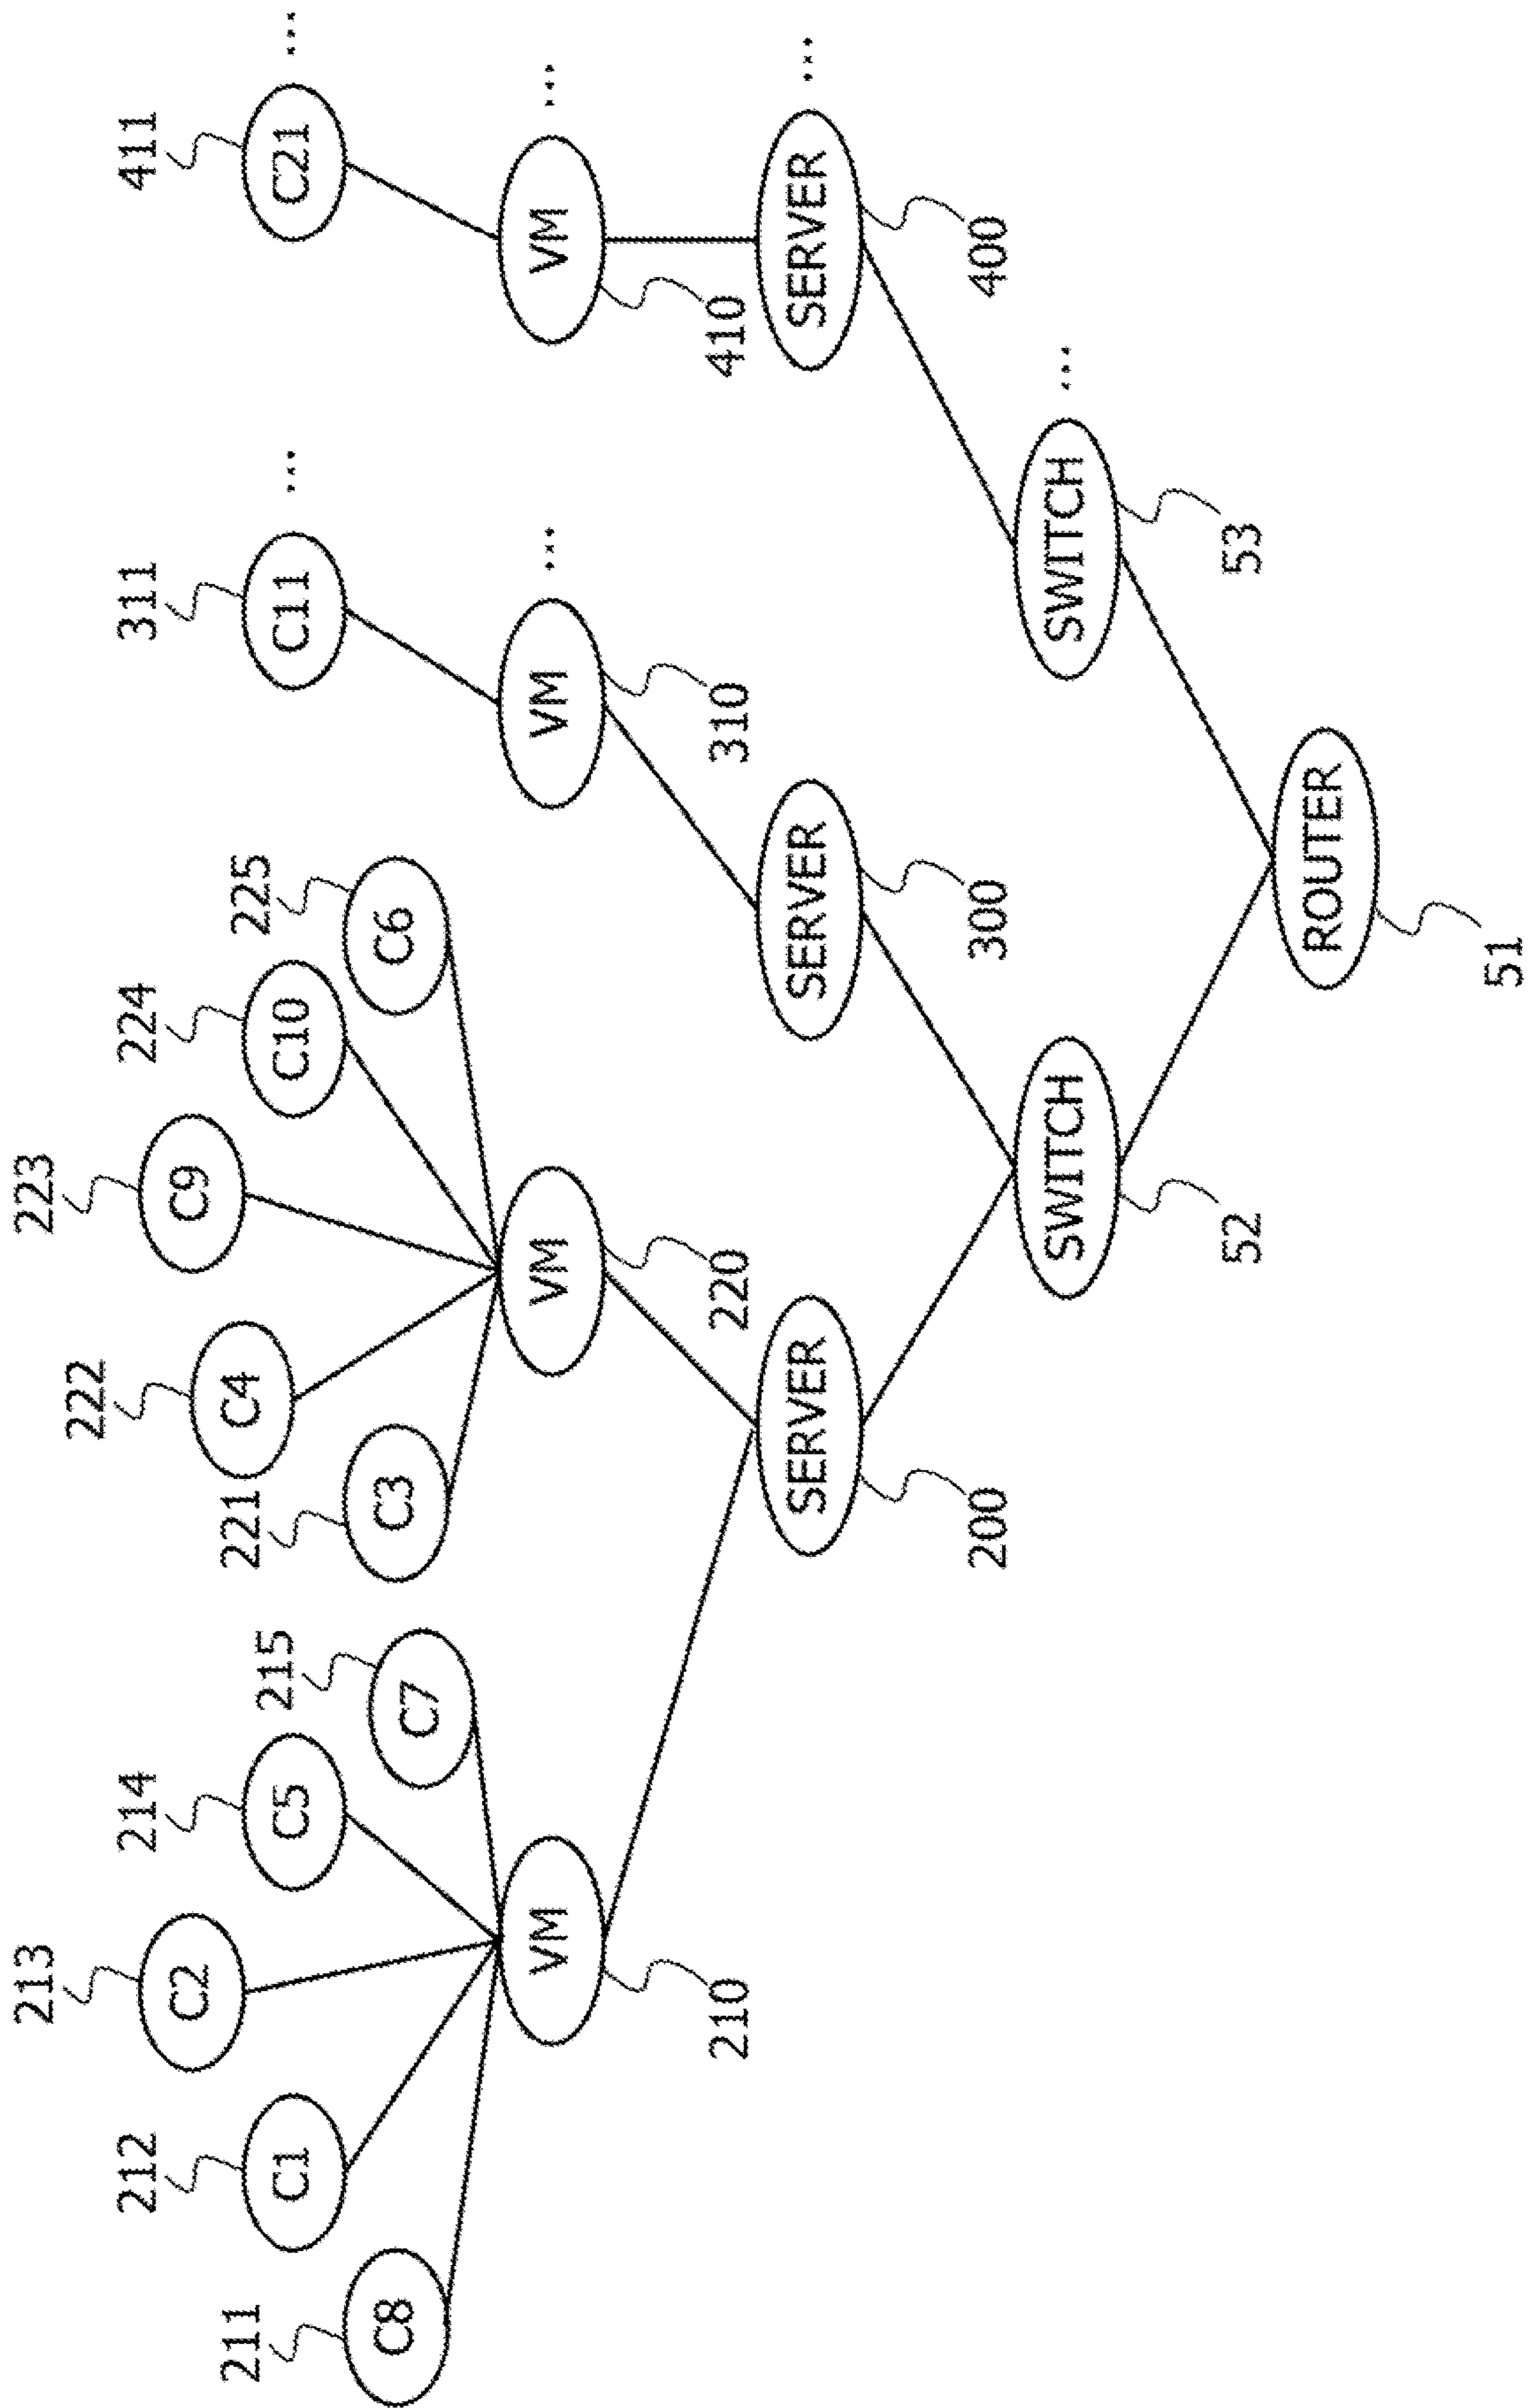 213
223
222
212
214
224
311
411
C2
C9
211
C4
221
215
225
C1
C5
C10
C11
...
C21
...
C8
C3
C7
C6
VM
VM
VM
...
VM
...
210
220
310
410
SERVER
SERVER
SERVER
...
200
300
400
SWITCH
SWITCH
...
52
53
ROUTER
51